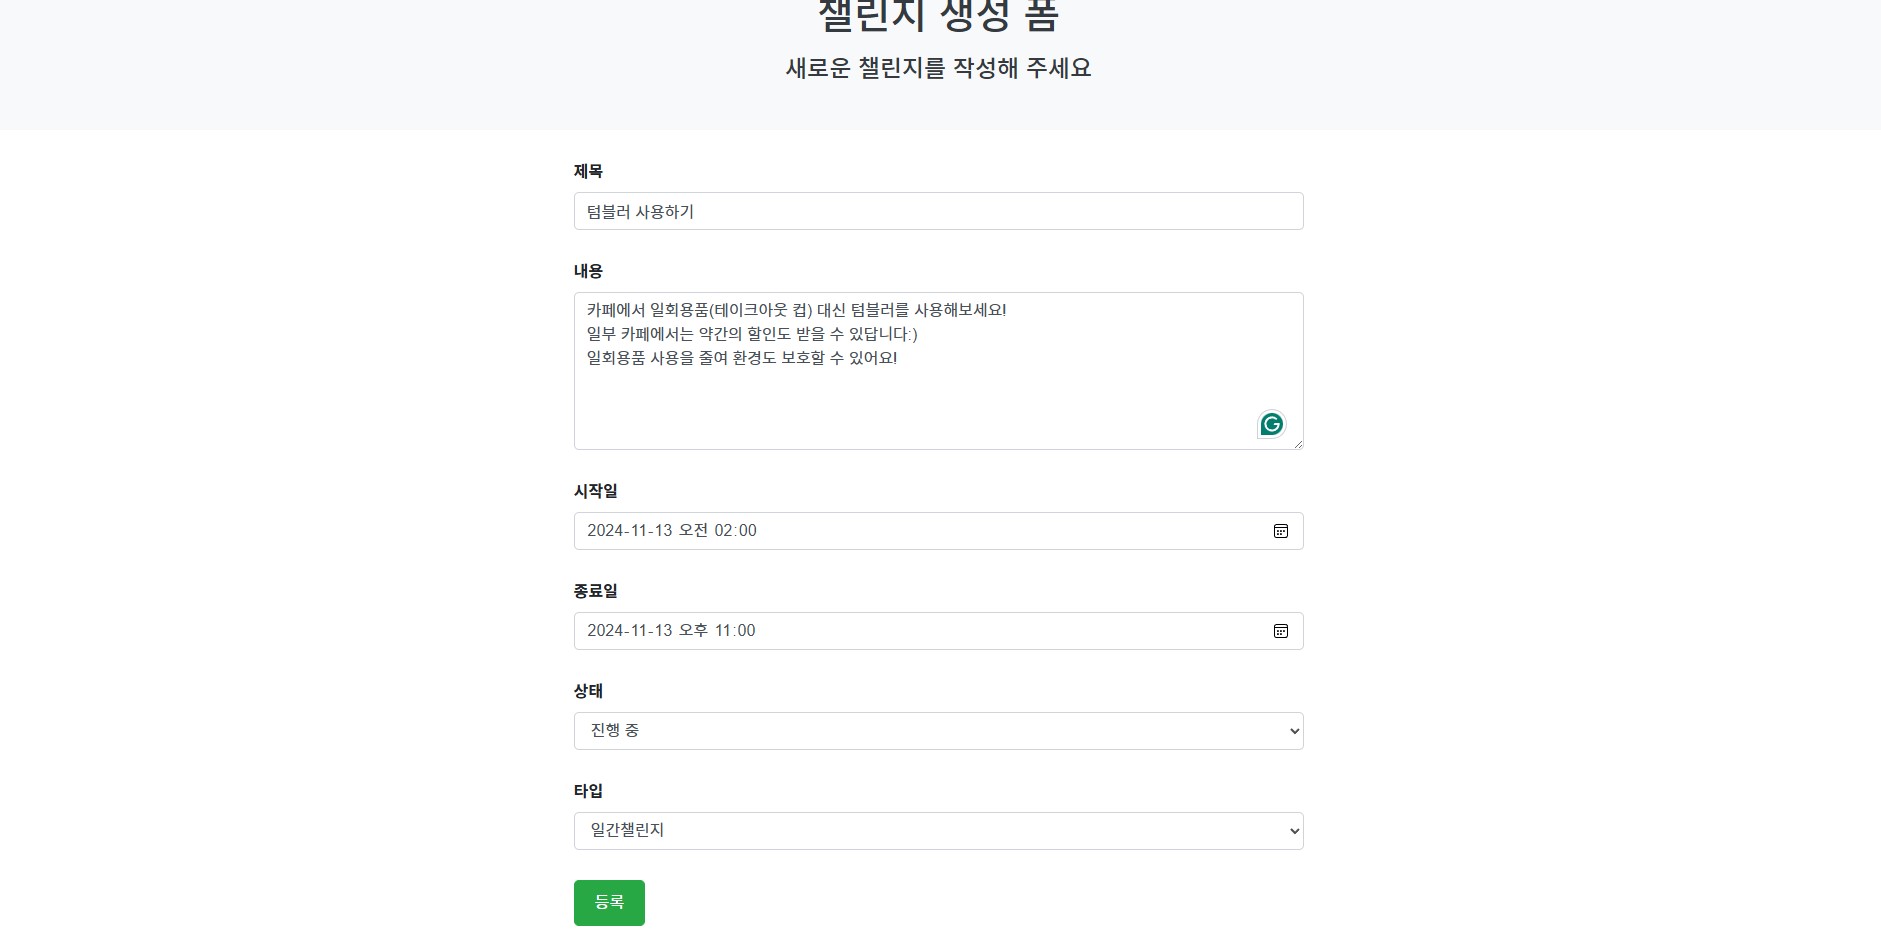 챌린지 생성 폼
새로운 챌린지를 작성해 주세요
제목
텀블러 사용하기
내용
카페에서 일회용품(테이크아웃 컵) 대신 텀블러를 사용해보세요!
일부 카페에서는 약간의 할인도 받을 수 있답니다:)
일회용품 사용을 줄여 환경도 보호할 수 있어요!
시작일
2024-11-13 오전 02:00
종료일
2024-11-13 오후 11:00
상태
진행 중
타입
일간챌린지
등록